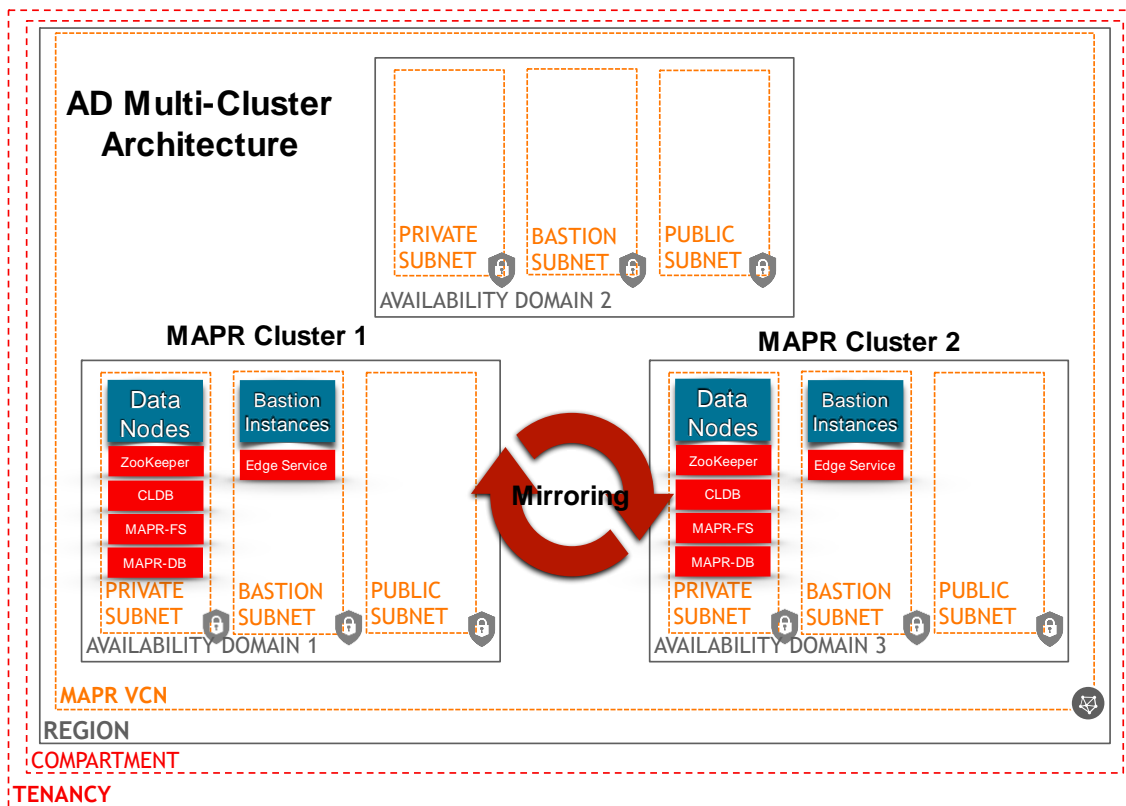 AD Multi-Cluster
Architecture
PRIVATE
SUBNET
BASTION
SUBNET
PUBLIC
SUBNET
AVAILABILITY DOMAIN 2
MAPR Cluster 1
Data
Nodes
ZooKeeper
CLDB
MAPR-FS
MAPR-DB
PRIVATE
SUBNET
Bastion
Instances
Edge Service
BASTION
SUBNET
PUBLIC
SUBNET
AVAILABILITY DOMAIN 1
Mirroring
MAPR Cluster 2
Data
Nodes
ZooKeeper
CLDB
MAPR-FS
MAPR-DB
PRIVATE
SUBNET
Bastion
Instances
Edge Service
BASTION
SUBNET
PUBLIC
SUBNET
AVAILABILITY DOMAIN 3
MAPR VCN
REGION
COMPARTMENT
TENANCY